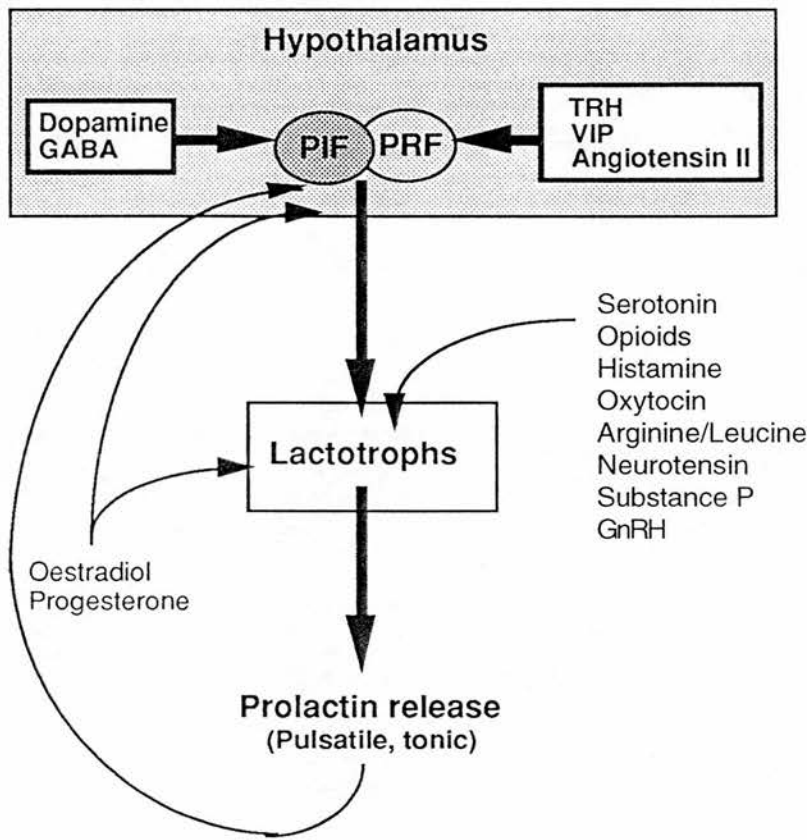 Hypothalamus
Dopamine
GABA
PIF
PRF
TRH
VIP
Angiotensin II
Serotonin
Opioids
Histamine
Oxytocin
Arginine/Leucine
Neurotensin
Substance P
GnRH
Lactotrophs
Oestradiol
Progesterone
Prolactin release
(Pulsatile, tonic)